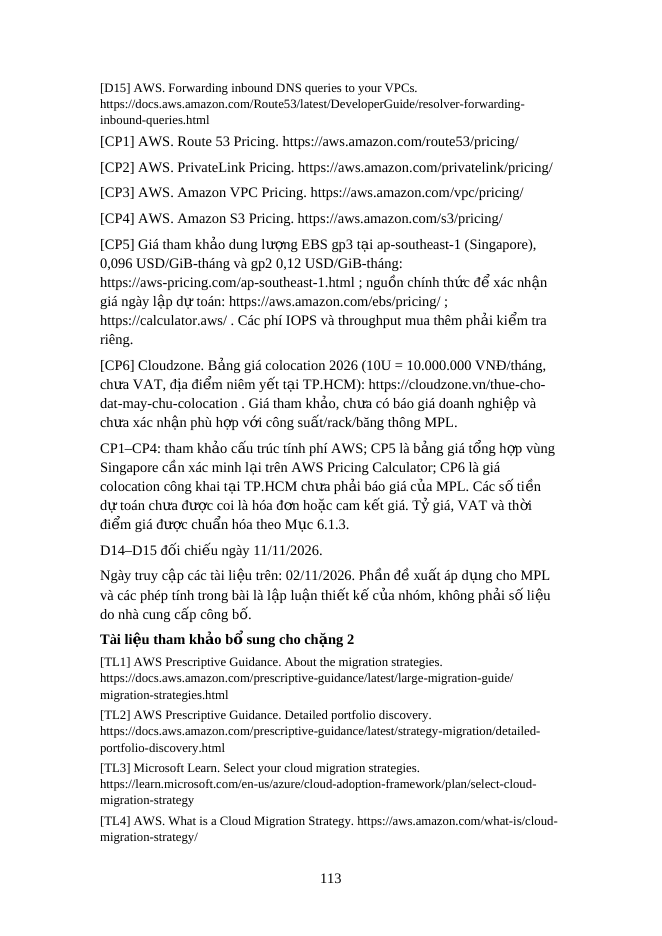 [D15] AWS. Forwarding inbound DNS queries to your VPCs.
https://docs.aws.amazon.com/Route53/latest/DeveloperGuide/resolver-forwarding-
inbound-queries.html
[CP1] AWS. Route 53 Pricing. https://aws.amazon.com/route53/pricing/
[CP2] AWS. PrivateLink Pricing. https://aws.amazon.com/privatelink/pricing/
[CP3] AWS. Amazon VPC Pricing. https://aws.amazon.com/vpc/pricing/
[CP4] AWS. Amazon S3 Pricing. https://aws.amazon.com/s3/pricing/
[CP5] Giá tham khảo dung lượng EBS gp3 tại ap-southeast-1 (Singapore),
0,096 USD/GiB-tháng và gp2 0,12 USD/GiB-tháng:
https://aws-pricing.com/ap-southeast-1.html ; nguồn chính thức để xác nhận
giá ngày lập dự toán: https://aws.amazon.com/ebs/pricing/ ;
https://calculator.aws/ . Các phí IOPS và throughput mua thêm phải kiểm tra
riêng.
[CP6] Cloudzone. Bảng giá colocation 2026 (10U = 10.000.000 VNĐ/tháng,
chưa VAT, địa điểm niêm yết tại TP.HCM): https://cloudzone.vn/thue-cho-
dat-may-chu-colocation . Giá tham khảo, chưa có báo giá doanh nghiệp và
chưa xác nhận phù hợp với công suất/rack/băng thông MPL.
CP1–CP4: tham khảo cấu trúc tính phí AWS; CP5 là bảng giá tổng hợp vùng
Singapore cần xác minh lại trên AWS Pricing Calculator; CP6 là giá
colocation công khai tại TP.HCM chưa phải báo giá của MPL. Các số tiền
dự toán chưa được coi là hóa đơn hoặc cam kết giá. Tỷ giá, VAT và thời
điểm giá được chuẩn hóa theo Mục 6.1.3.
D14–D15 đối chiếu ngày 11/11/2026.
Ngày truy cập các tài liệu trên: 02/11/2026. Phần đề xuất áp dụng cho MPL
và các phép tính trong bài là lập luận thiết kế của nhóm, không phải số liệu
do nhà cung cấp công bố.
Tài liệu tham khảo bổ sung cho chặng 2
[TL1] AWS Prescriptive Guidance. About the migration strategies.
https://docs.aws.amazon.com/prescriptive-guidance/latest/large-migration-guide/
migration-strategies.html
[TL2] AWS Prescriptive Guidance. Detailed portfolio discovery.
https://docs.aws.amazon.com/prescriptive-guidance/latest/strategy-migration/detailed-
portfolio-discovery.html
[TL3] Microsoft Learn. Select your cloud migration strategies.
https://learn.microsoft.com/en-us/azure/cloud-adoption-framework/plan/select-cloud-
migration-strategy
[TL4] AWS. What is a Cloud Migration Strategy. https://aws.amazon.com/what-is/cloud-
migration-strategy/
113